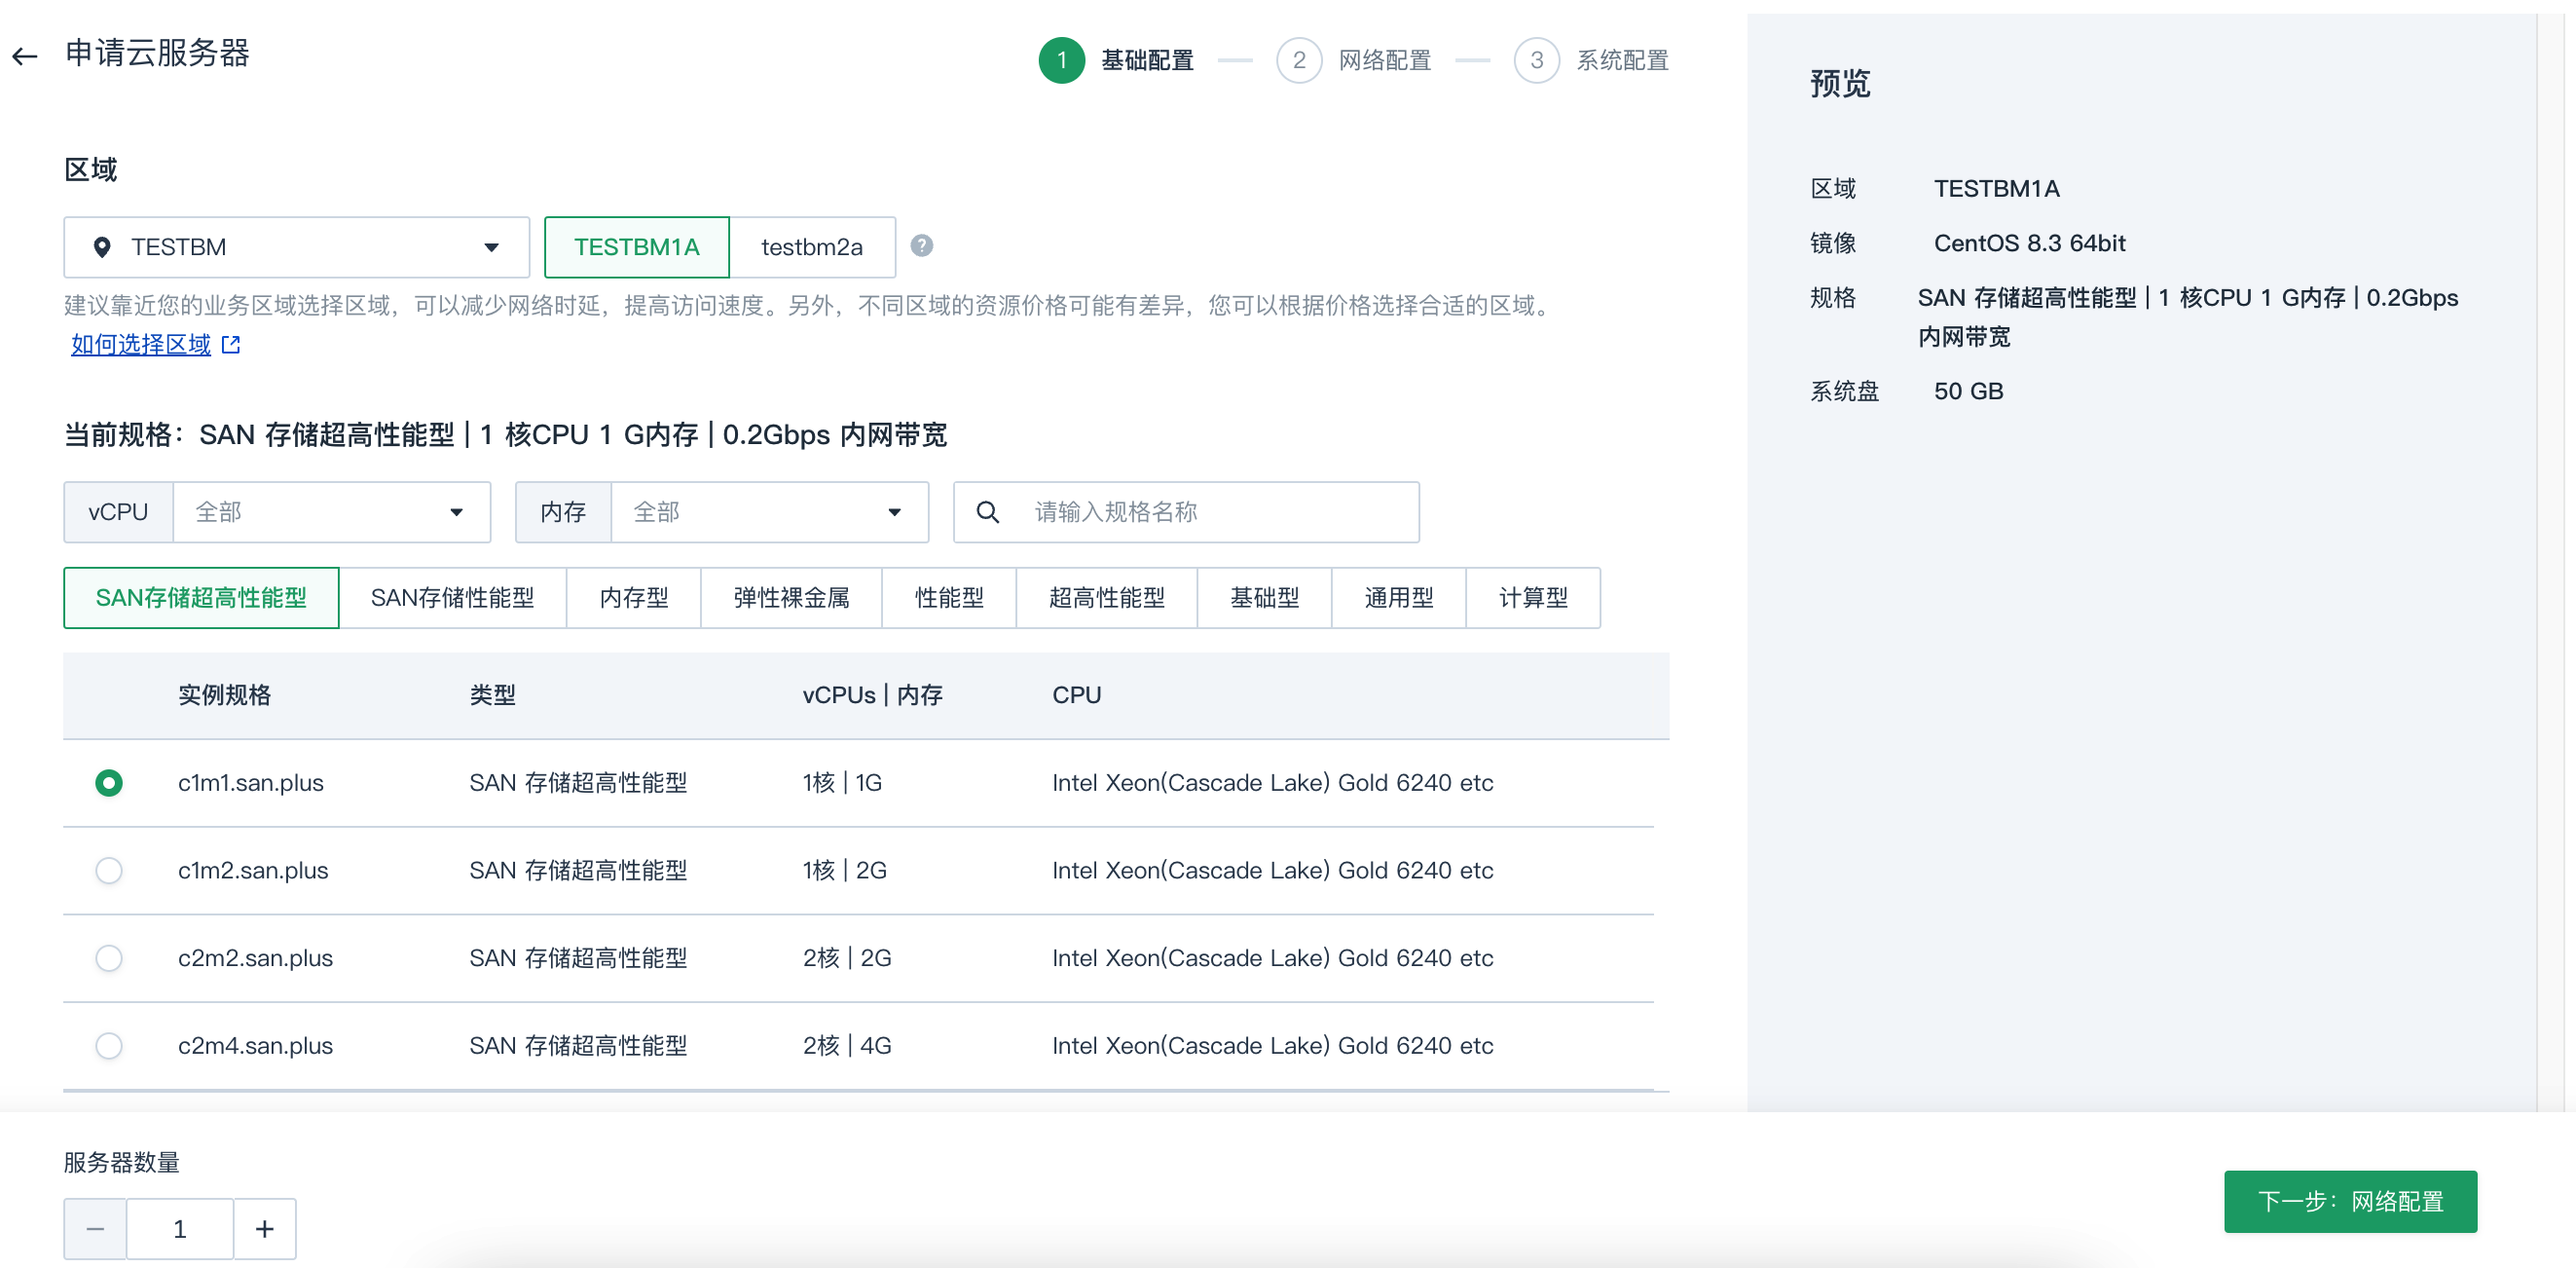 申请云服务器
1 基础配置 2 网络配置 3 系统配置
区域
TESTBM TESTBM1A testbm2a ?
建议靠近您的业务区域选择区域，可以减少网络时延，提高访问速度。另外，不同区域的资源价格可能有差异，您可以根据价格选择合适的区域。
如何选择区域
当前规格：SAN 存储超高性能型 | 1 核CPU 1 G内存 | 0.2Gbps 内网带宽
vCPU 全部 内存 全部 请输入规格名称
SAN存储超高性能型 SAN存储性能型 内存型 弹性裸金属 性能型 超高性能型 基础型 通用型 计算型
实例规格 类型 vCPUs | 内存 CPU
c1m1.san.plus SAN 存储超高性能型 1核 | 1G Intel Xeon(Cascade Lake) Gold 6240 etc
c1m2.san.plus SAN 存储超高性能型 1核 | 2G Intel Xeon(Cascade Lake) Gold 6240 etc
c2m2.san.plus SAN 存储超高性能型 2核 | 2G Intel Xeon(Cascade Lake) Gold 6240 etc
c2m4.san.plus SAN 存储超高性能型 2核 | 4G Intel Xeon(Cascade Lake) Gold 6240 etc
服务器数量
− 1 +
预览
区域 TESTBM1A
镜像 CentOS 8.3 64bit
规格 SAN 存储超高性能型 | 1 核CPU 1 G内存 | 0.2Gbps
内网带宽
系统盘 50 GB
下一步：网络配置